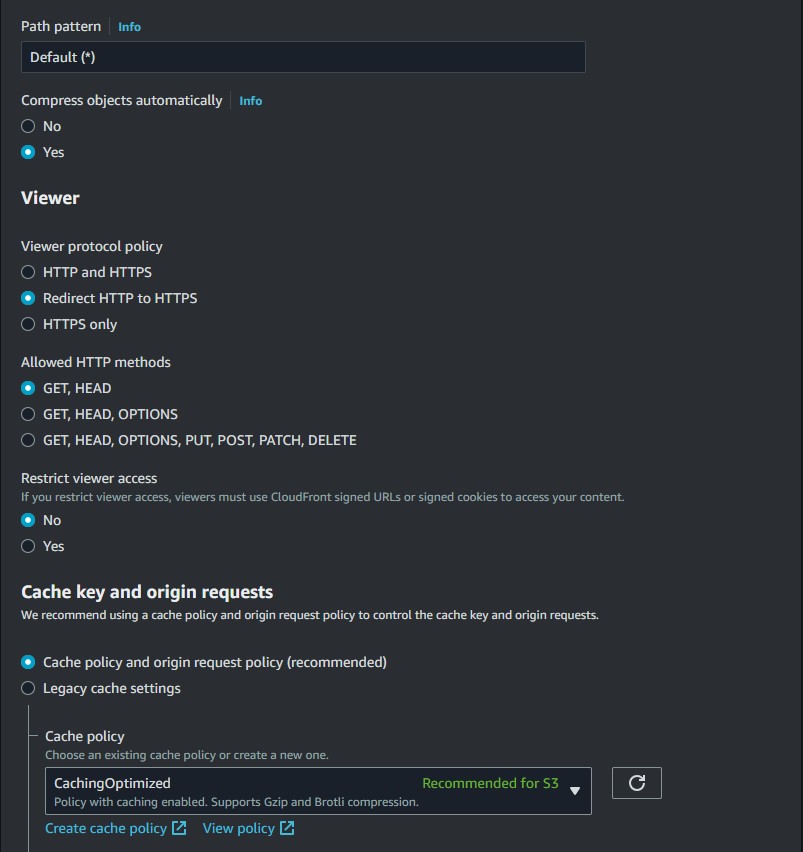 Path pattern Info
Default (*)
Compress objects automatically Info
No
Yes
Viewer
Viewer protocol policy
HTTP and HTTPS
Redirect HTTP to HTTPS
HTTPS only
Allowed HTTP methods
GET, HEAD
GET, HEAD, OPTIONS
GET, HEAD, OPTIONS, PUT, POST, PATCH, DELETE
Restrict viewer access
If you restrict viewer access, viewers must use CloudFront signed URLs or signed cookies to access your content.
No
Yes
Cache key and origin requests
We recommend using a cache policy and origin request policy to control the cache key and origin requests.
Cache policy and origin request policy (recommended)
Legacy cache settings
Cache policy
Choose an existing cache policy or create a new one.
CachingOptimized Recommended for S3
Policy with caching enabled. Supports Gzip and Brotli compression.
Create cache policy View policy